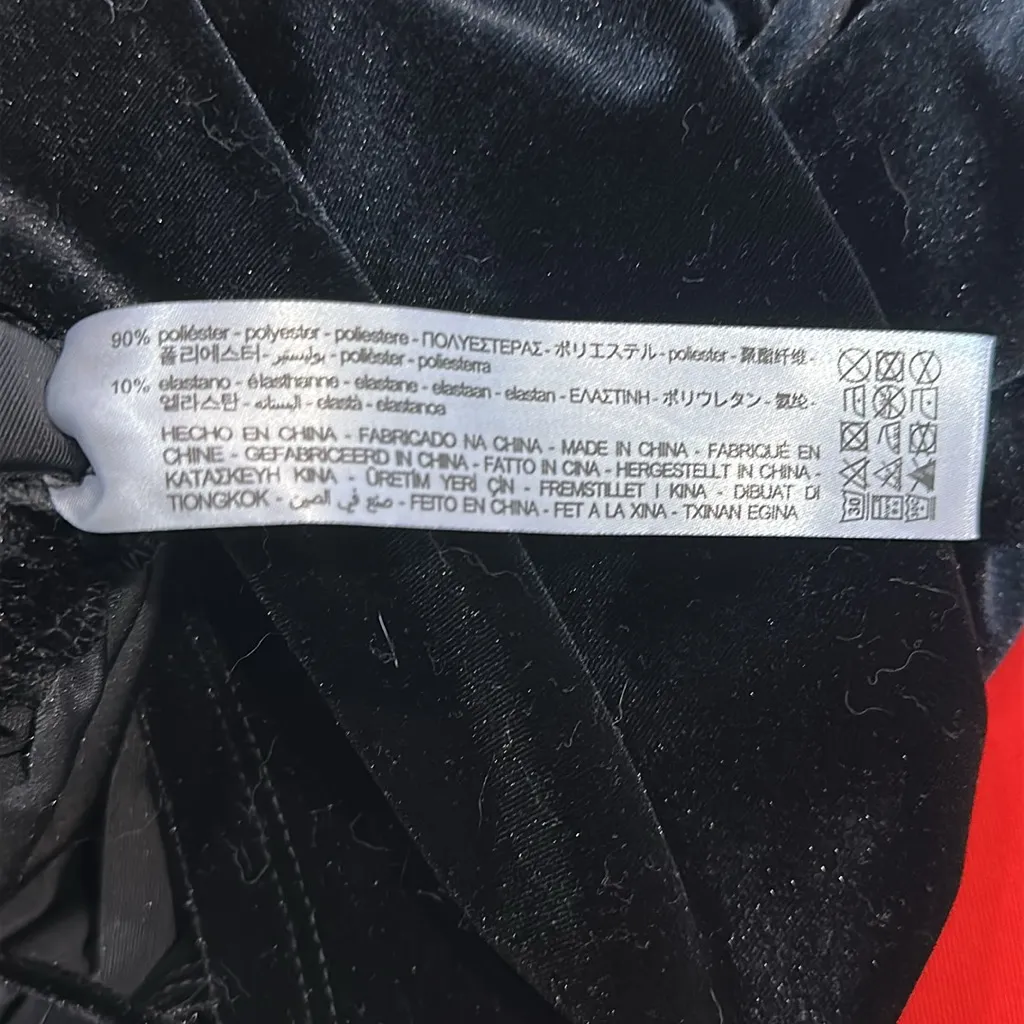 90% poliéster - polyester - poliestere - ΠΟΛΥΕΣΤΕΡΑΣ - ポリエステル - poliester - 聚酯纤维 -
폴리에스터 - بوليستير - polièster - poliesterra
10% elastano - élasthanne - elastane - elastaan - elastan - ΕΛΑΣΤΙΝΗ - ポリウレタン - 氨纶 -
엘라스탄 - إلستانه - elastà - elastanoa
HECHO EN CHINA - FABRICADO NA CHINA - MADE IN CHINA - FABRIQUÉ EN
CHINE - GEFABRICEERD IN CHINA - FATTO IN CINA - HERGESTELLT IN CHINA -
ΚΑΤΑΣΚΕΥΗ ΚΙΝΑ - ÜRETİM YERİ ÇİN - FREMSTILLET I KINA - DIBUAT DI
TIONGKOK - صنع في الصين - FEITO EN CHINA - FET A LA XINA - TXINAN EGINA